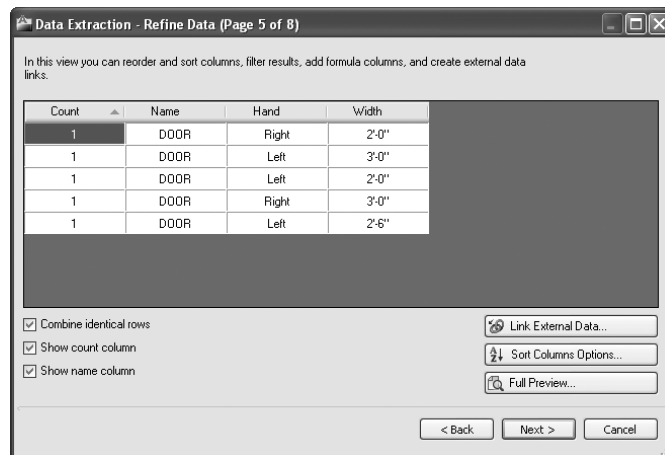 Data Extraction - Refine Data (Page 5 of 8)
In this view you can reorder and sort columns, filter results, add formula columns, and create external data
links.
Count Name Hand Width
1 DOOR Right 2'-0"
1 DOOR Left 3'-0"
1 DOOR Left 2'-0"
1 DOOR Right 3'-0"
1 DOOR Left 2'-6"
Combine identical rows
Show count column
Show name column
Link External Data...
Sort Columns Options...
Full Preview...
< Back Next > Cancel